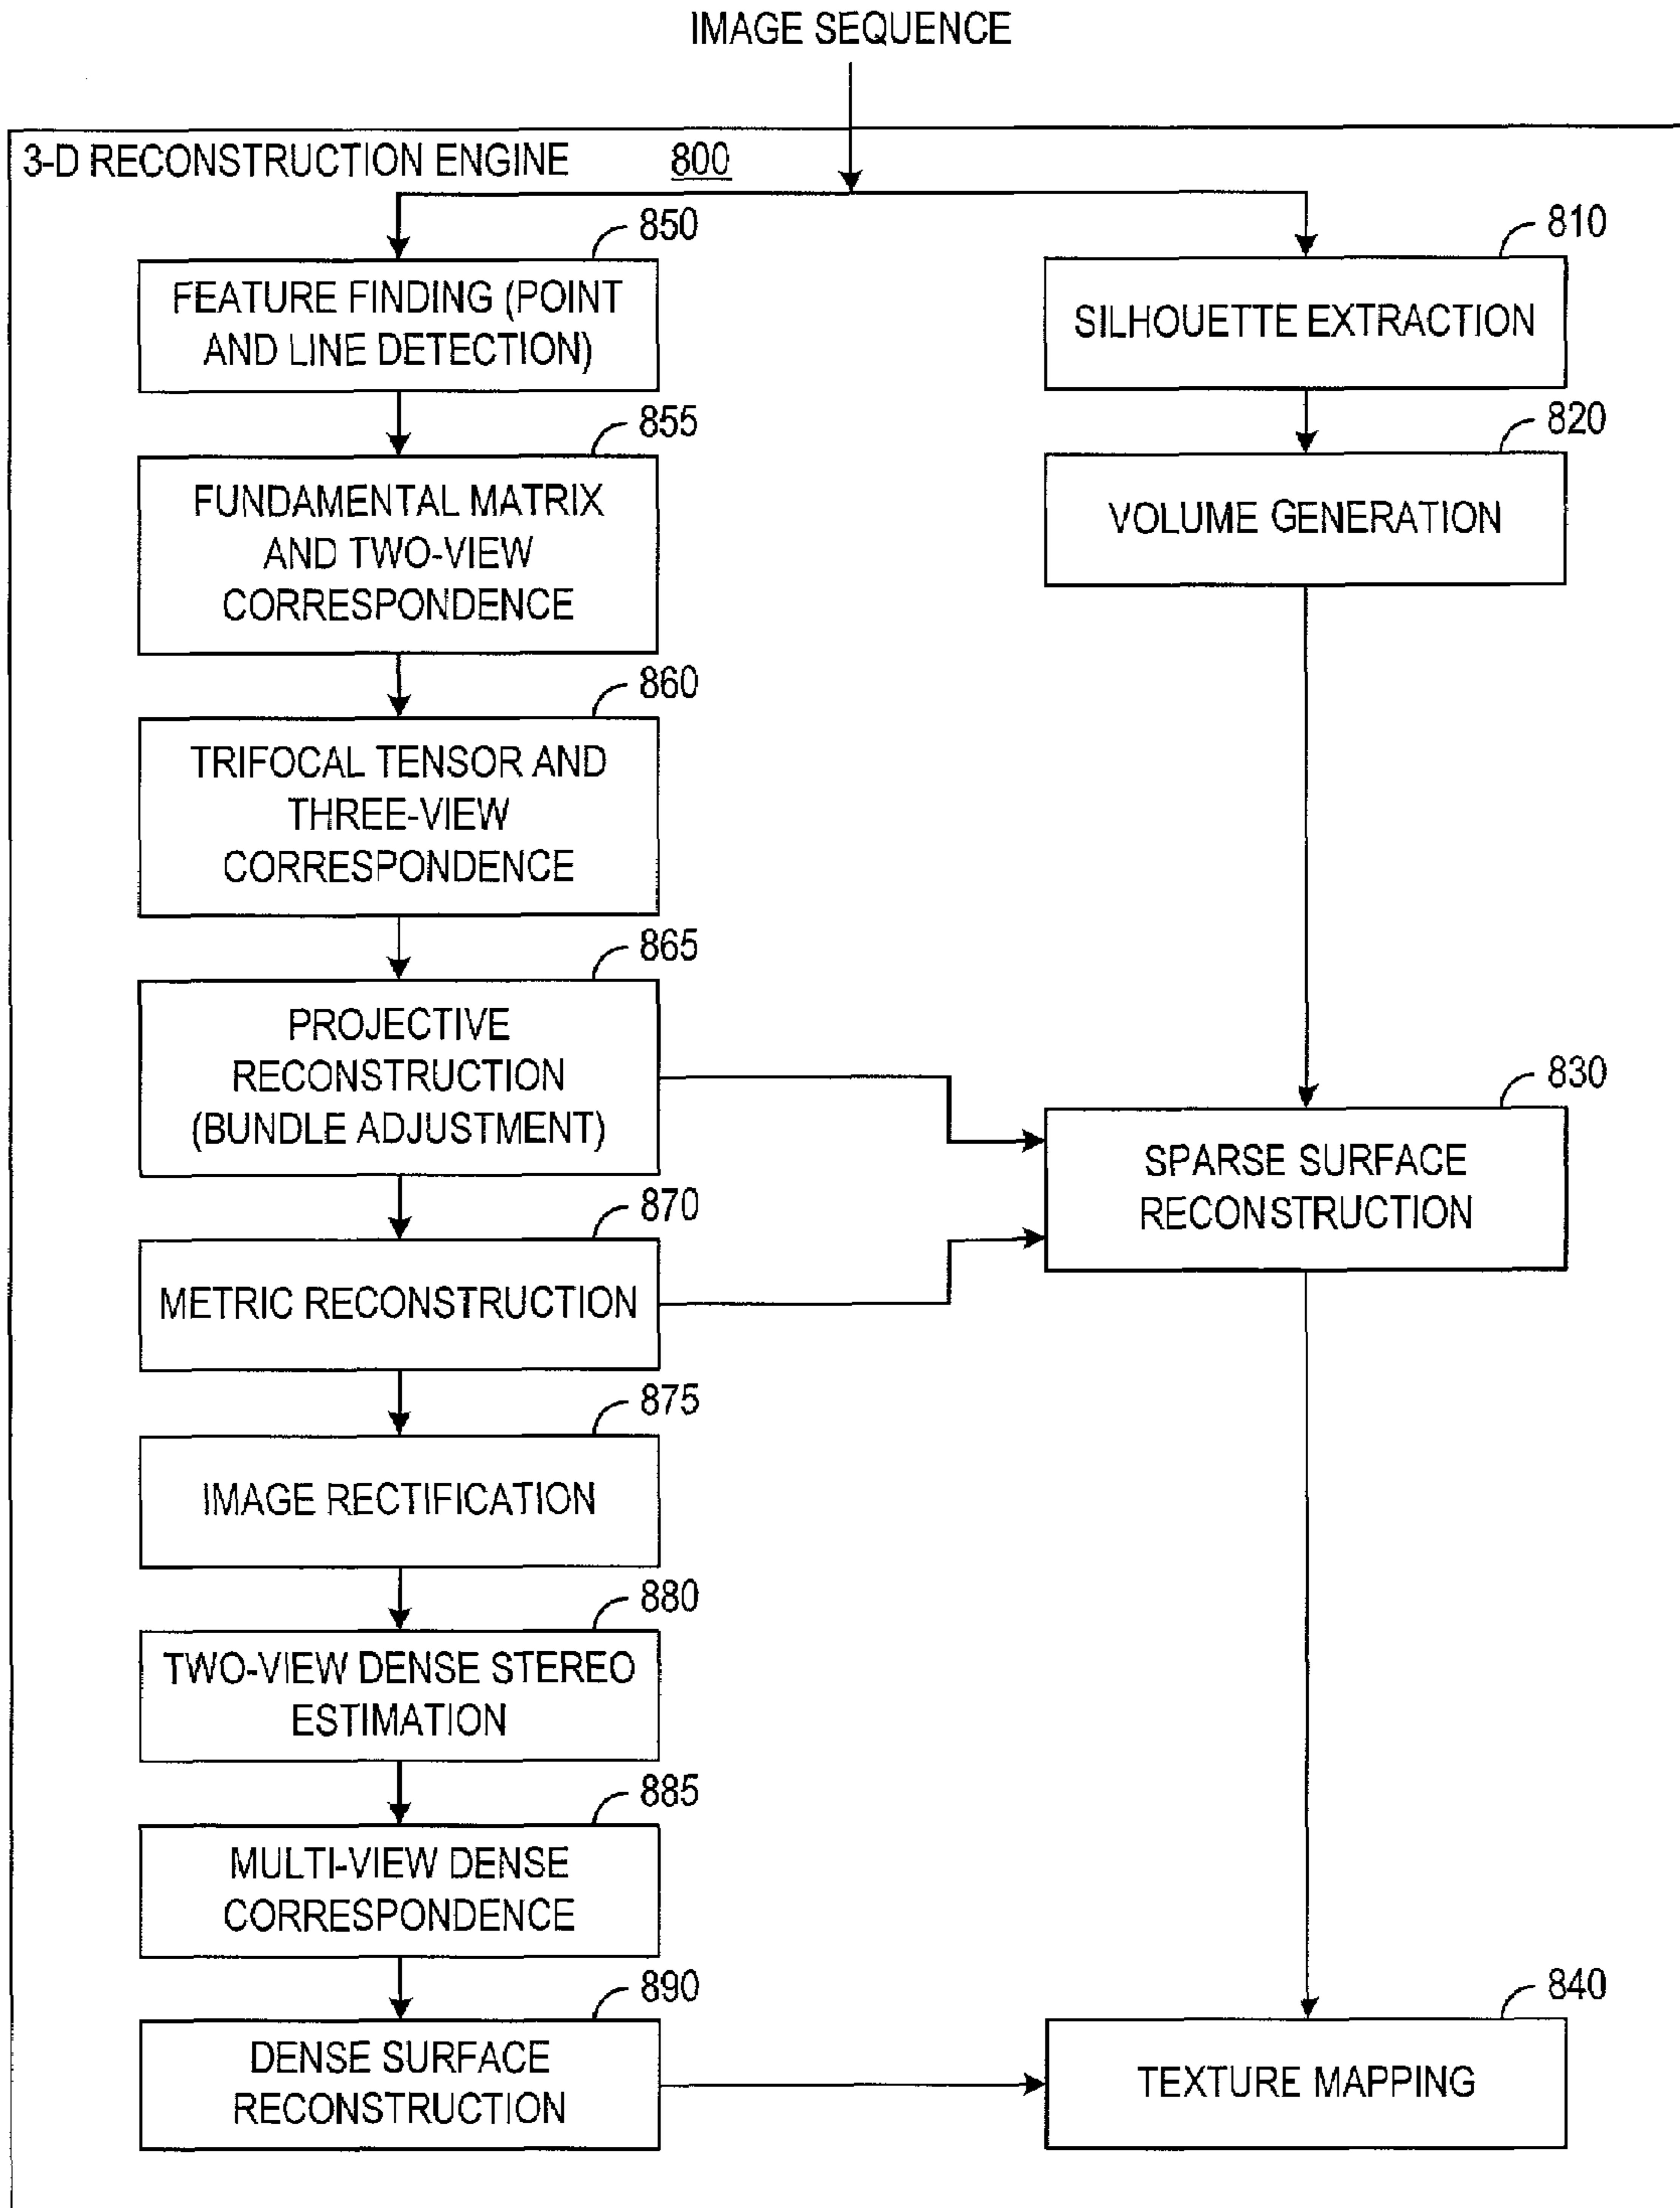 IMAGE SEQUENCE
3-D RECONSTRUCTION ENGINE 800
850
FEATURE FINDING (POINT
AND LINE DETECTION)
855
FUNDAMENTAL MATRIX
AND TWO-VIEW
CORRESPONDENCE
860
TRIFOCAL TENSOR AND
THREE-VIEW
CORRESPONDENCE
865
PROJECTIVE
RECONSTRUCTION
(BUNDLE ADJUSTMENT)
870
METRIC RECONSTRUCTION
875
IMAGE RECTIFICATION
880
TWO-VIEW DENSE STEREO
ESTIMATION
885
MULTI-VIEW DENSE
CORRESPONDENCE
890
DENSE SURFACE
RECONSTRUCTION
810
SILHOUETTE EXTRACTION
820
VOLUME GENERATION
830
SPARSE SURFACE
RECONSTRUCTION
840
TEXTURE MAPPING